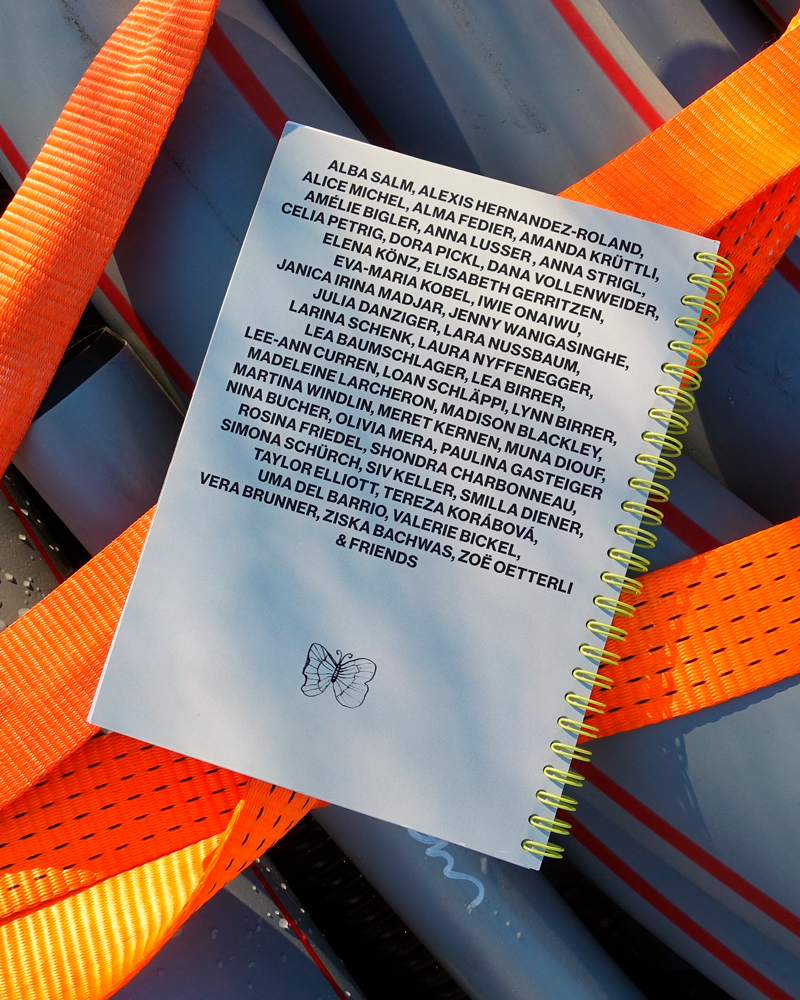 ALBA SALM, ALEXIS HERNANDEZ-ROLAND,
ALICE MICHEL, ALMA FEDIER, AMANDA KRÜTTLI,
AMÉLIE BIGLER, ANNA LUSSER, ANNA STRIGL,
CELIA PETRIG, DORA PICKL, DANA VOLLENWEIDER,
ELENA KÖNZ, ELISABETH GERRITZEN,
EVA-MARIA KOBEL, IWIE ONAIWU,
JANICA IRINA MADJAR, JENNY WANIGASINGHE,
JULIA DANZIGER, LARA NUSSBAUM,
LARINA SCHENK, LAURA NYFFENEGGER,
LEA BAUMSCHLAGER, LEA BIRRER,
LEE-ANN CURREN, LOAN SCHLÄPPI, LYNN BIRRER,
MADELEINE LARCHERON, MADISON BLACKLEY,
MARTINA WINDLIN, MERET KERNEN, MUNA DIOUF,
NINA BUCHER, OLIVIA MERA, PAULINA GASTEIGER
ROSINA FRIEDEL, SHONDRA CHARBONNEAU,
SIMONA SCHÜRCH, SIV KELLER, SMILLA DIENER,
TAYLOR ELLIOTT, TEREZA KORÁBOVÁ,
UMA DEL BARRIO, VALERIE BICKEL,
VERA BRUNNER, ZISKA BACHWAS, ZOË OETTERLI
& FRIENDS